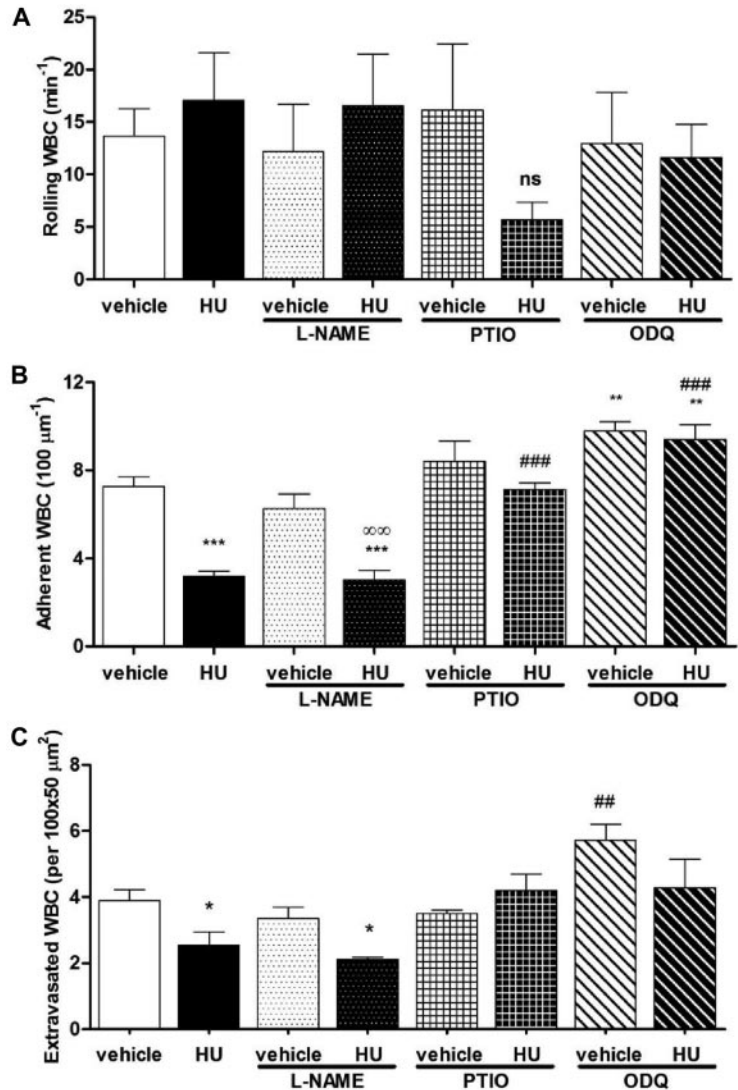 A
Rolling WBC (min⁻¹)
25
20
15
10
5
0
ns
vehicle HU vehicle HU vehicle HU vehicle HU
L-NAME PTIO ODQ
B
Adherent WBC (100 μm⁻¹)
12
8
4
0
*** ∞∞ *** ### ** ### **
vehicle HU vehicle HU vehicle HU vehicle HU
L-NAME PTIO ODQ
C
Extravasated WBC (per 100x50 μm²)
8
6
4
2
0
* * ##
vehicle HU vehicle HU vehicle HU vehicle HU
L-NAME PTIO ODQ